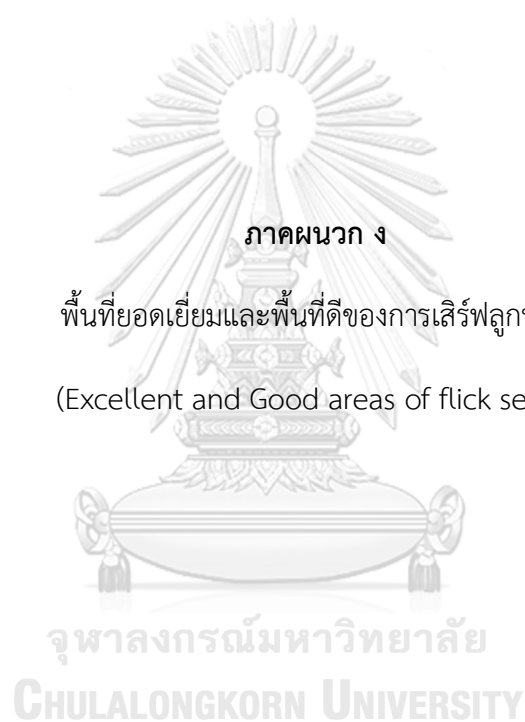 ภาคผนวก ง
พื้นที่ยอดเยี่ยมและพื้นที่ดีของการเสิร์ฟลูก
(Excellent and Good areas of flick
จุฬาลงกรณ์มหาวิทยาลัย
CHULALONGKORN UNIVERSITY